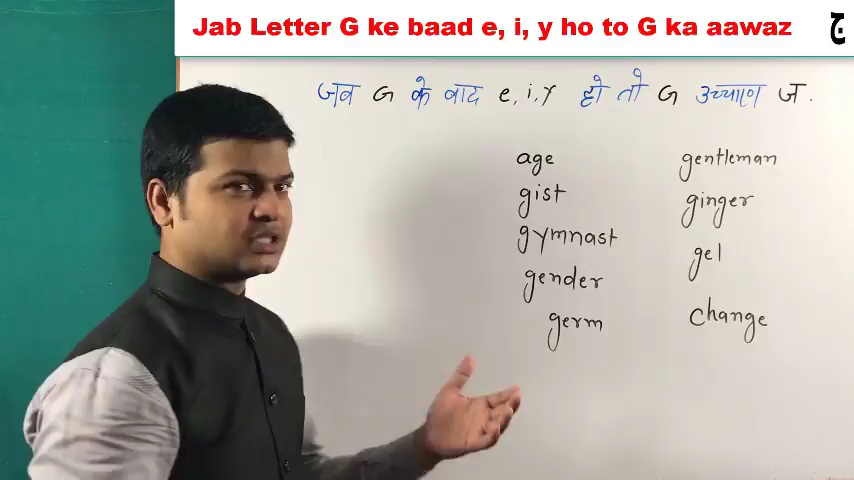 Jab Letter G ke baad e, i, y ho to G ka aawaz ج
जब G के बाद e, i, y हो तो G उच्चारण ज.
age gentleman
gist ginger
gymnast gel
gender
germ change